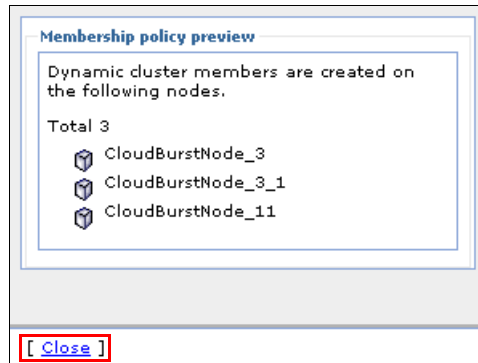 Membership policy preview
Dynamic cluster members are created on
the following nodes.
Total 3
CloudBurstNode_3
CloudBurstNode_3_1
CloudBurstNode_11
[ Close ]